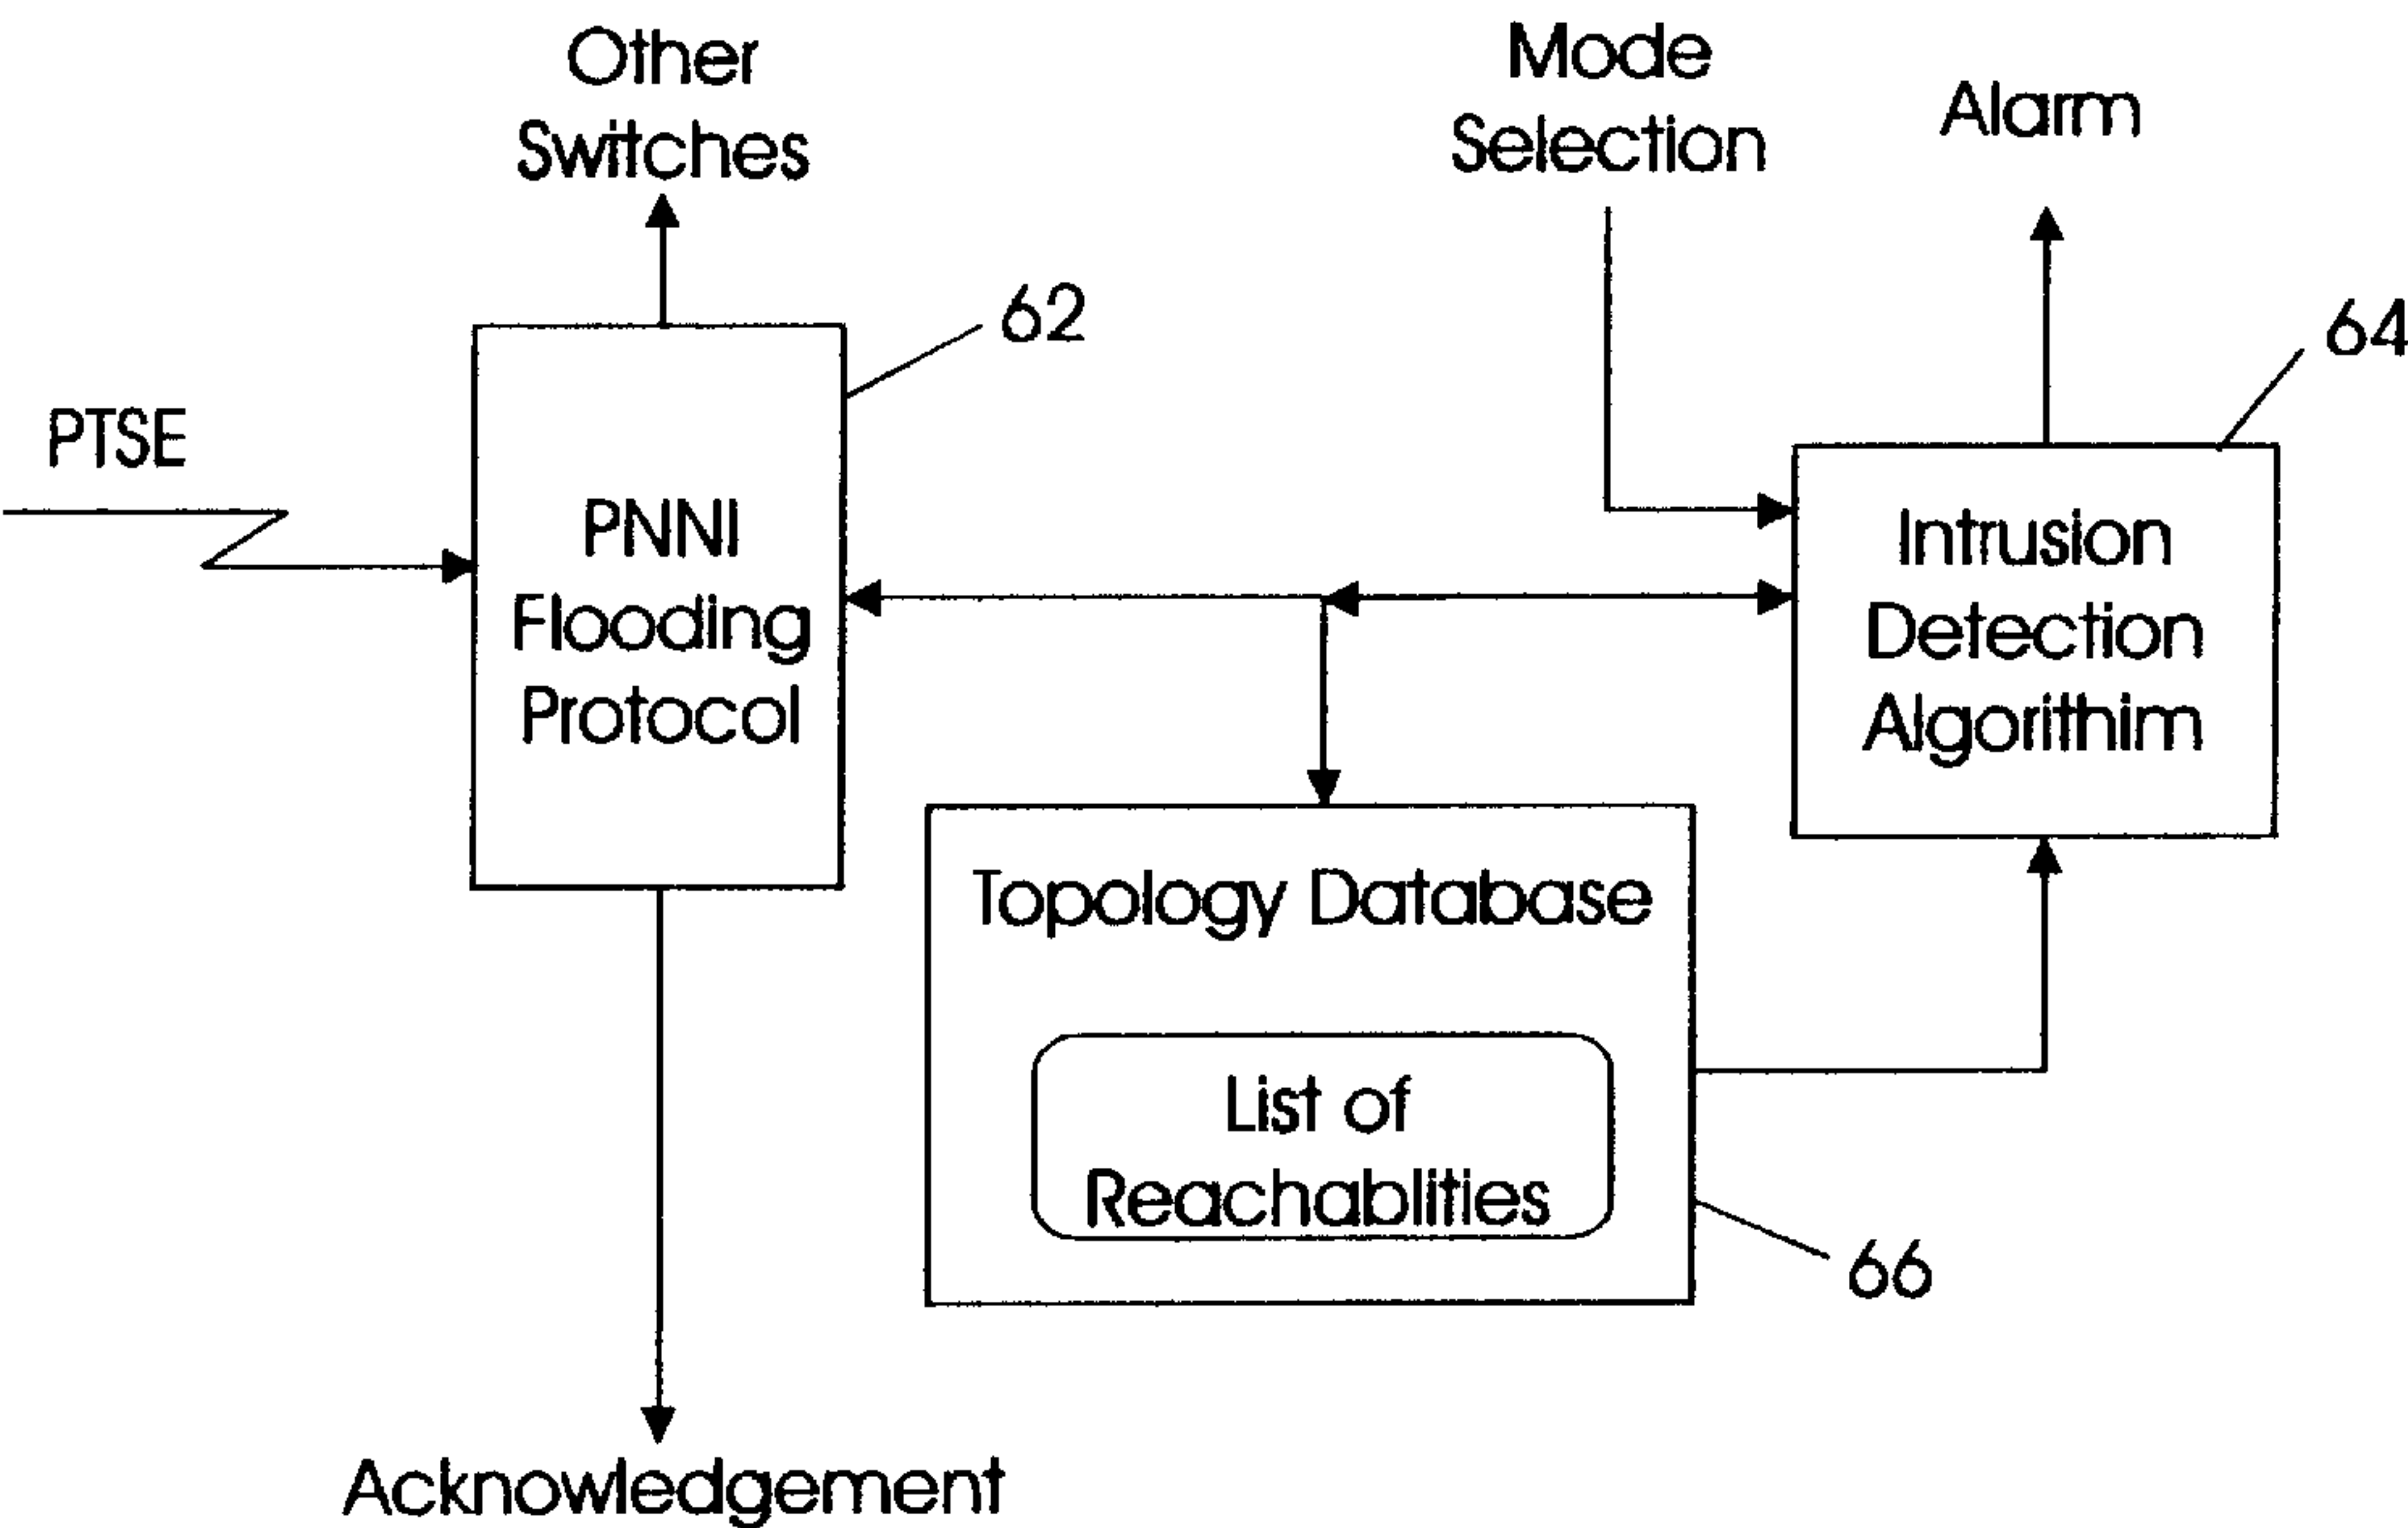 Other
Switches
Mode
Selection
Alarm
62
64
PTSE
PNNI
Flooding
Protocol
Intrusion
Detection
Algorithim
Topology Database
List of
Reachablities
66
Acknowledgement